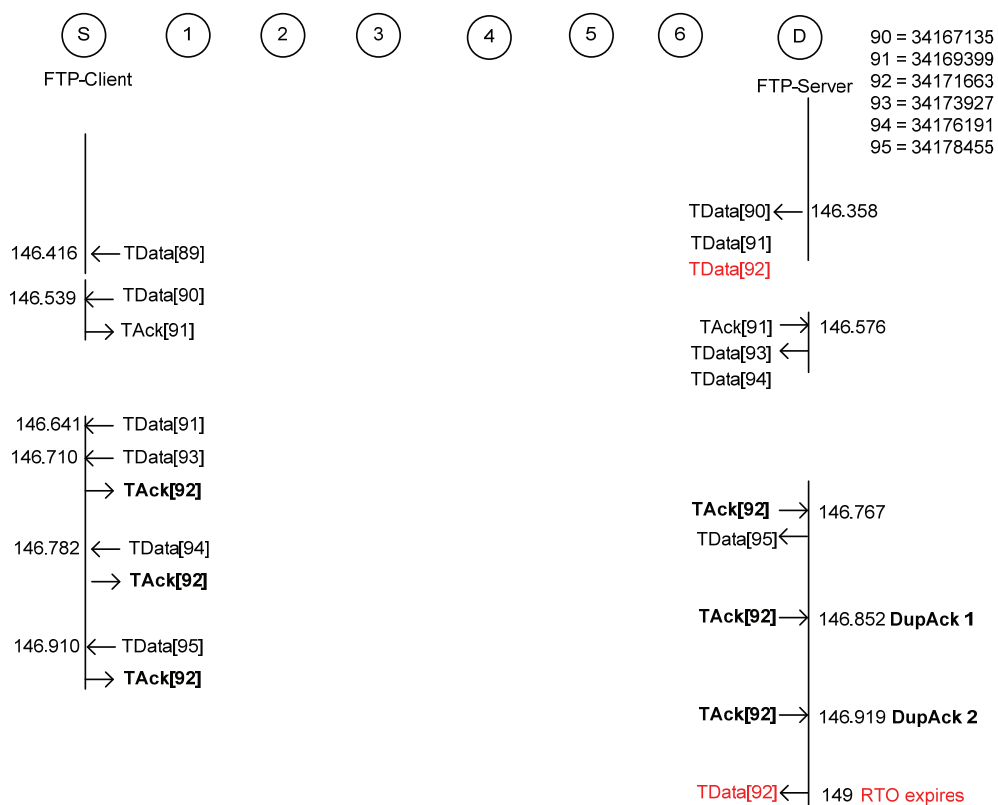 S 1 2 3 4 5 6 D
FTP-Client
FTP-Server
90 = 34167135
91 = 34169399
92 = 34171663
93 = 34173927
94 = 34176191
95 = 34178455
TData[90] 146.358
TData[91]
146.416 TData[89]
TData[92]
146.539 TData[90]
TAck[91]
TAck[91] 146.576
TData[93]
TData[94]
146.641 TData[91]
146.710 TData[93]
TAck[92]
TAck[92] 146.767
TData[95]
146.782 TData[94]
TAck[92]
TAck[92] 146.852 DupAck 1
146.910 TData[95]
TAck[92]
TAck[92] 146.919 DupAck 2
TData[92] 149 RTO expires